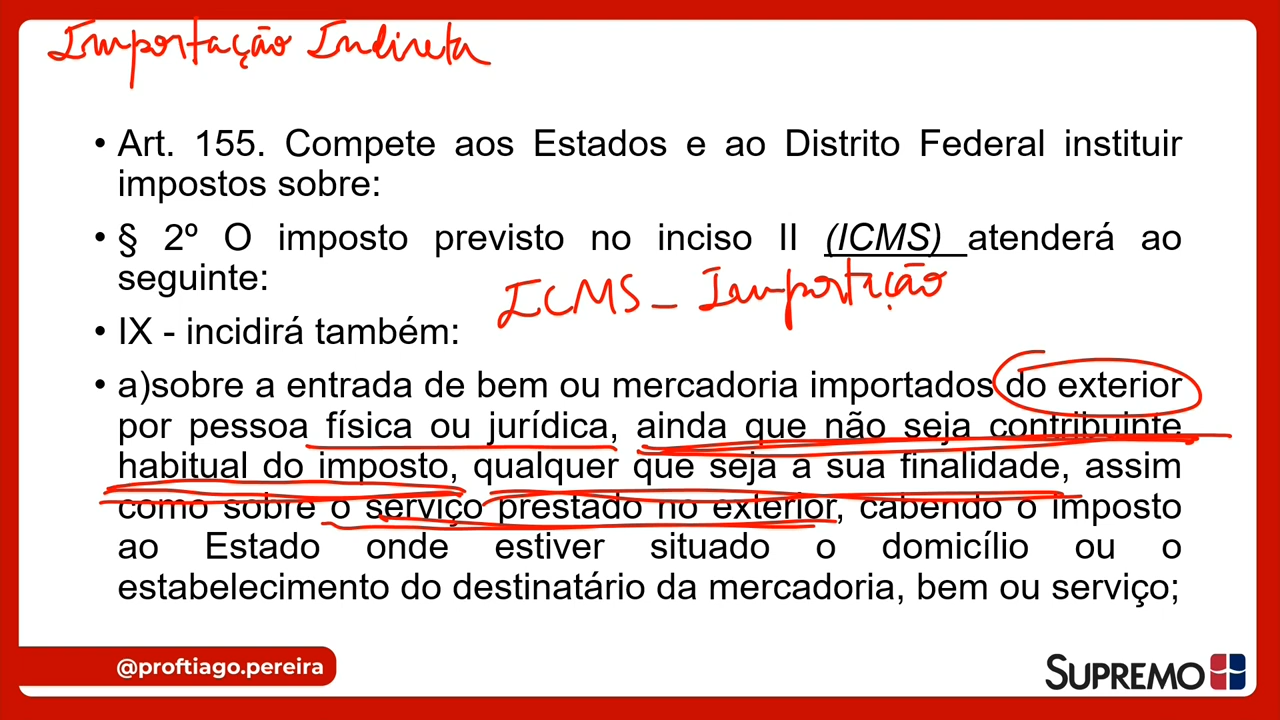 Importação Indireta
• Art. 155. Compete aos Estados e ao Distrito Federal instituir
impostos sobre:
• § 2º O imposto previsto no inciso II (ICMS) atenderá ao
seguinte:
ICMS - Importação
• IX - incidirá também:
• a)sobre a entrada de bem ou mercadoria importados do exterior
por pessoa física ou jurídica, ainda que não seja contribuinte
habitual do imposto, qualquer que seja a sua finalidade, assim
como sobre o serviço prestado no exterior, cabendo o imposto
ao Estado onde estiver situado o domicílio ou o
estabelecimento do destinatário da mercadoria, bem ou serviço;
@proftiago.pereira
SUPREMO